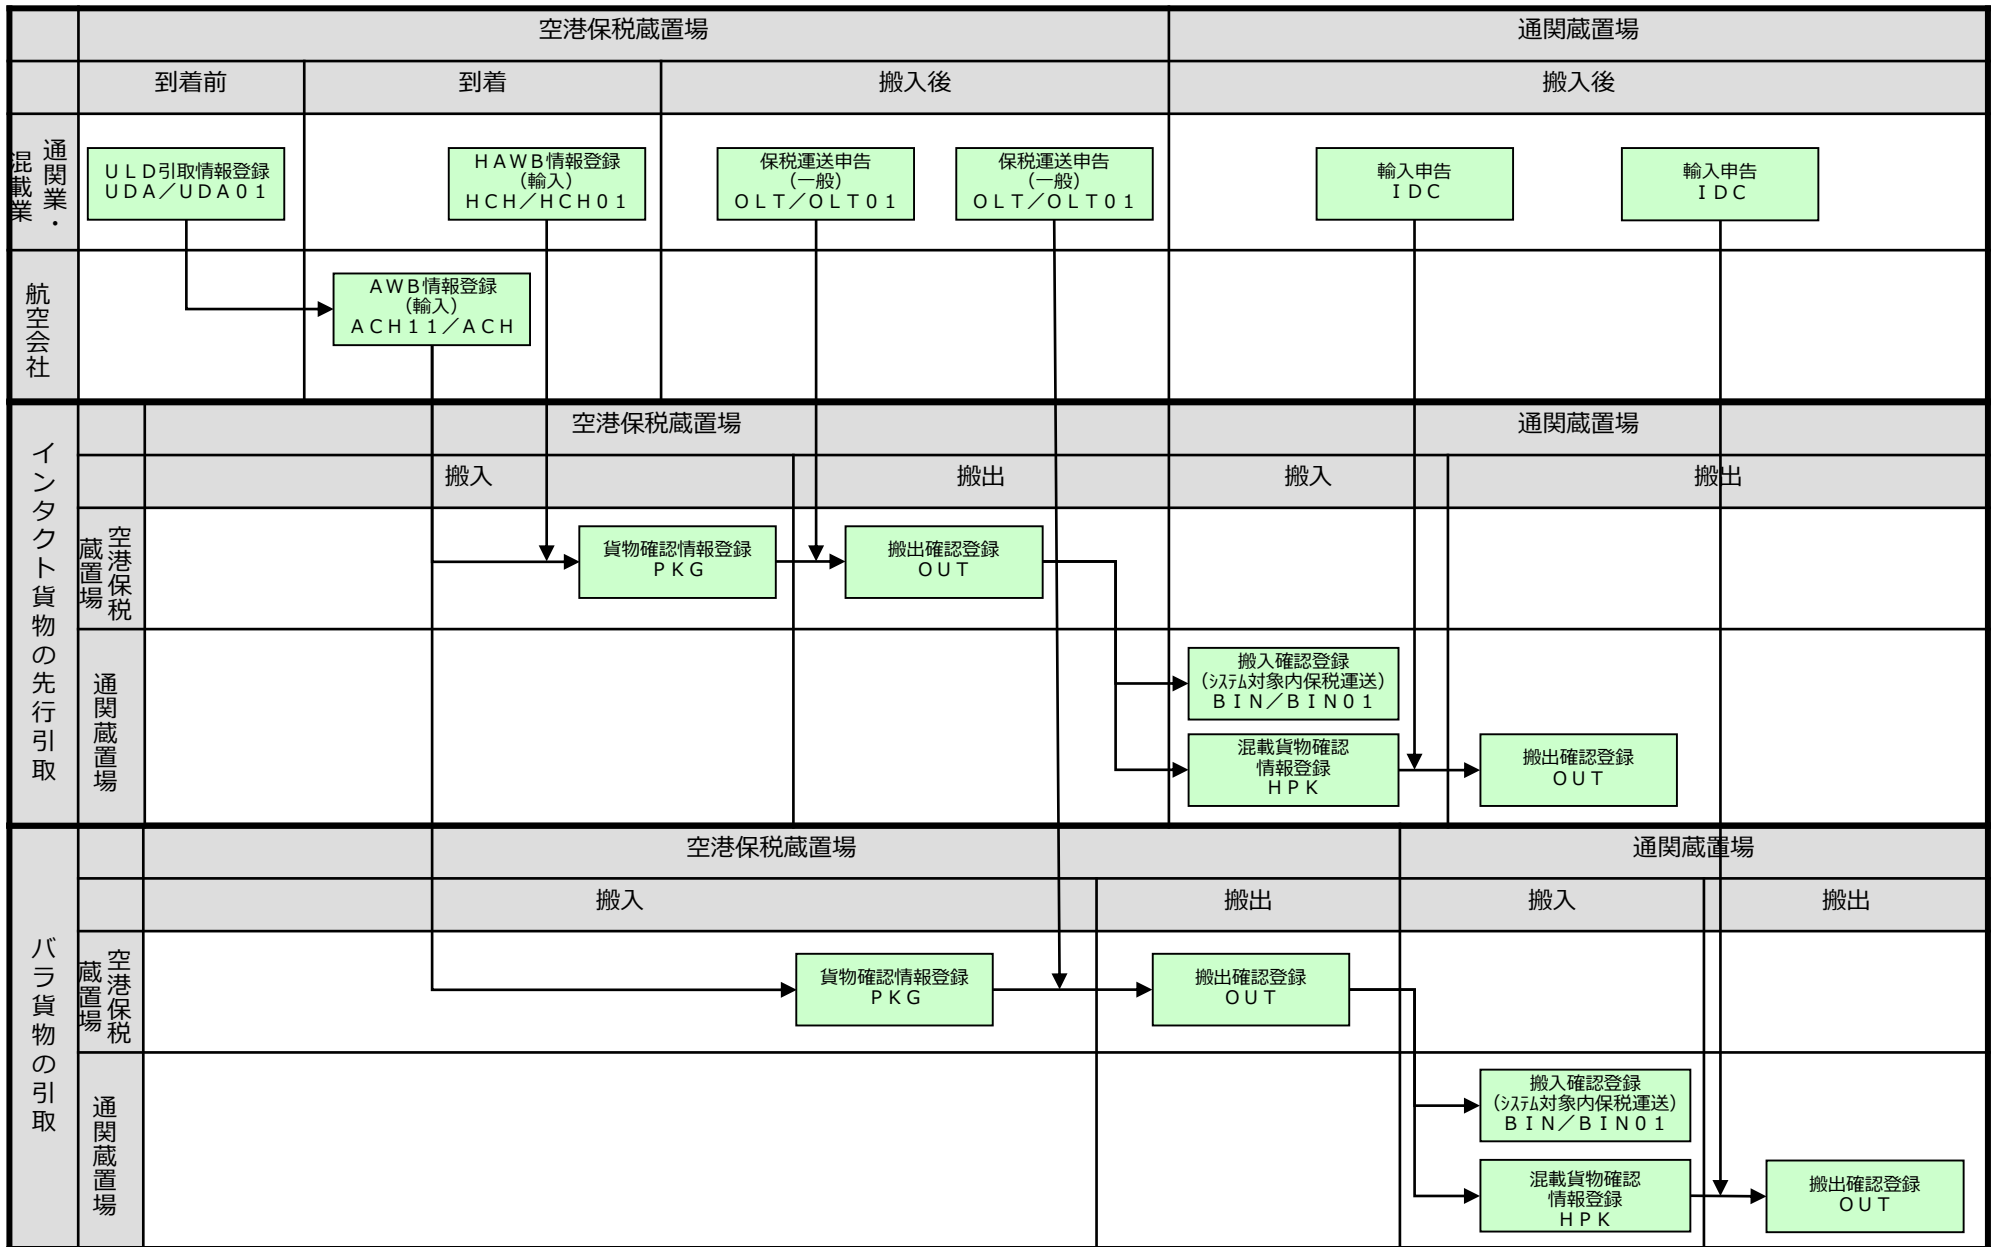 空港保税蔵置場
通関蔵置場
到着前
到着
搬入後
搬入後
通関業・
混載業
ＵＬＤ引取情報登録
ＵＤＡ／ＵＤＡ０１
ＨＡＷＢ情報登録
（輸入）
ＨＣＨ／ＨＣＨ０１
保税運送申告
（一般）
ＯＬＴ／ＯＬＴ０１
保税運送申告
（一般）
ＯＬＴ／ＯＬＴ０１
輸入申告
ＩＤＣ
輸入申告
ＩＤＣ
航空会社
ＡＷＢ情報登録
（輸入）
ＡＣＨ１１／ＡＣＨ
インタクト貨物の先行引取
空港保税蔵置場
通関蔵置場
搬入
搬出
搬入
搬出
空港保税
蔵置場
貨物確認情報登録
ＰＫＧ
搬出確認登録
ＯＵＴ
通関蔵置場
搬入確認登録
（ｼｽﾃﾑ対象内保税運送）
ＢＩＮ／ＢＩＮ０１
混載貨物確認
情報登録
ＨＰＫ
搬出確認登録
ＯＵＴ
バラ貨物の引取
空港保税蔵置場
通関蔵置場
搬入
搬出
搬入
搬出
空港保税
蔵置場
貨物確認情報登録
ＰＫＧ
搬出確認登録
ＯＵＴ
通関蔵置場
搬入確認登録
（ｼｽﾃﾑ対象内保税運送）
ＢＩＮ／ＢＩＮ０１
混載貨物確認
情報登録
ＨＰＫ
搬出確認登録
ＯＵＴ